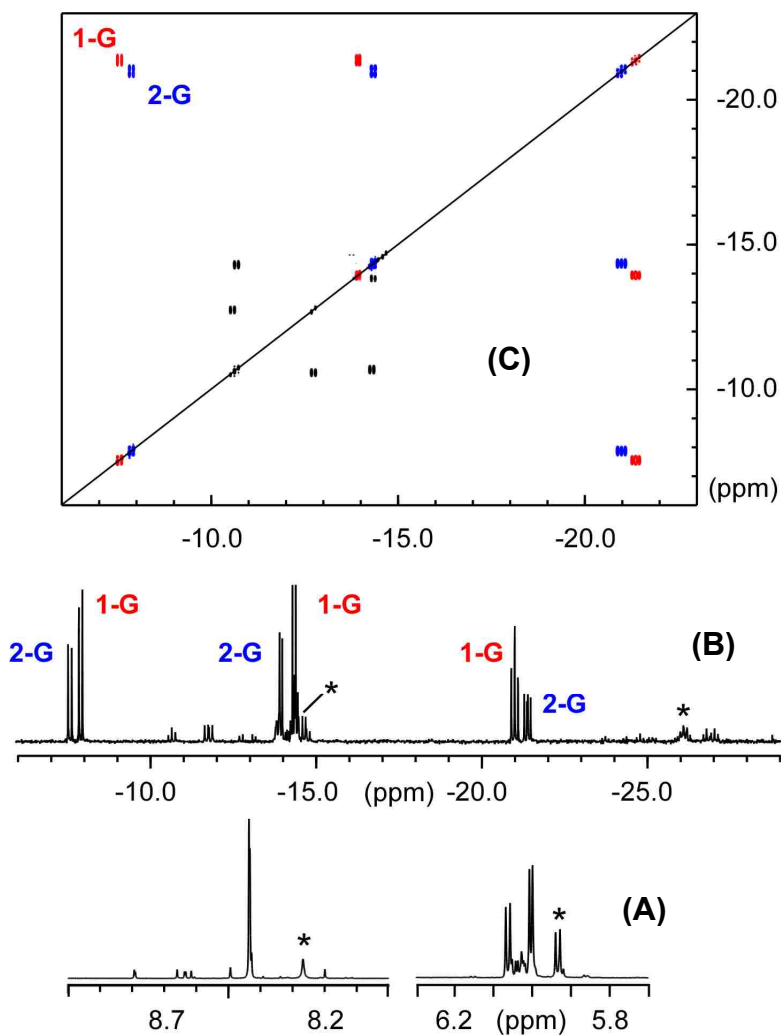 1-G
2-G
-20.0
-15.0
(C)
-10.0
(ppm)
-10.0 -15.0 -20.0
1-G 1-G
2-G 2-G 1-G (B)
* 2-G *
-10.0 -15.0 (ppm) -20.0 -25.0
(A)
* *
8.7 8.2 6.2 (ppm) 5.8